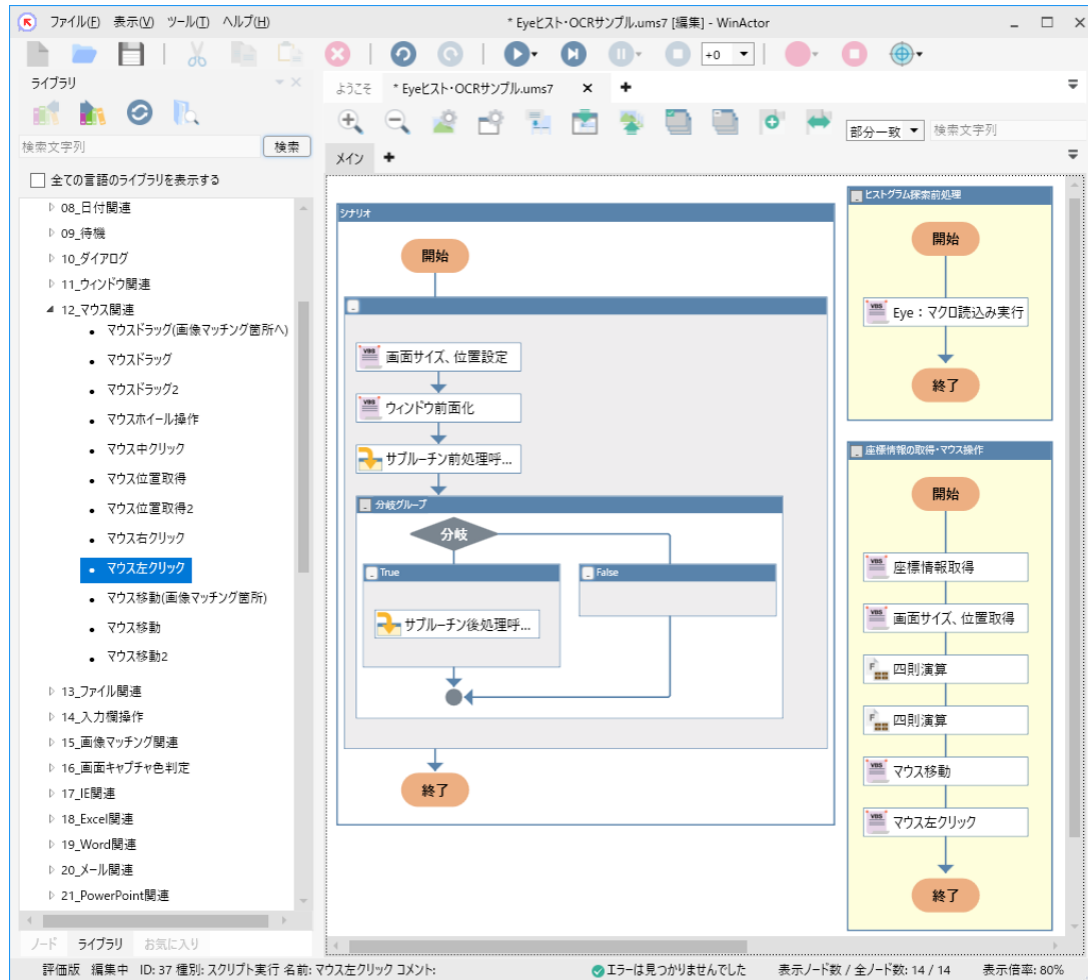 ファイル(F) 表示(V) ツール(T) ヘルプ(H)
* Eyeヒスト・OCRサンプル.ums7 [編集] - WinActor
+0
ライブラリ
検索文字列
検索
全ての言語のライブラリを表示する
08_日付関連
09_待機
10_ダイアログ
11_ウィンドウ関連
12_マウス関連
マウスドラッグ(画像マッチング箇所へ)
マウスドラッグ
マウスドラッグ2
マウスホイール操作
マウス中クリック
マウス位置取得
マウス位置取得2
マウス右クリック
マウス左クリック
マウス移動(画像マッチング箇所)
マウス移動
マウス移動2
13_ファイル関連
14_入力欄操作
15_画像マッチング関連
16_画面キャプチャ色判定
17_IE関連
18_Excel関連
19_Word関連
20_メール関連
21_PowerPoint関連
ノード ライブラリ お気に入り
ようこそ * Eyeヒスト・OCRサンプル.ums7
部分一致 検索文字列
メイン
シナリオ
開始
VBS 画面サイズ、位置設定
VBS ウィンドウ前面化
サブルーチン前処理呼...
分岐グループ
分岐
True
False
サブルーチン後処理呼...
終了
ヒストグラム探索前処理
開始
VBS Eye：マクロ読込み実行
終了
座標情報の取得・マウス操作
開始
VBS 座標情報取得
VBS 画面サイズ、位置取得
F 四則演算
F 四則演算
VBS マウス移動
VBS マウス左クリック
終了
評価版 編集中 ID: 37 種別: スクリプト実行 名前: マウス左クリック コメント:
エラーは見つかりませんでした
表示ノード数 / 全ノード数: 14 / 14
表示倍率: 80%